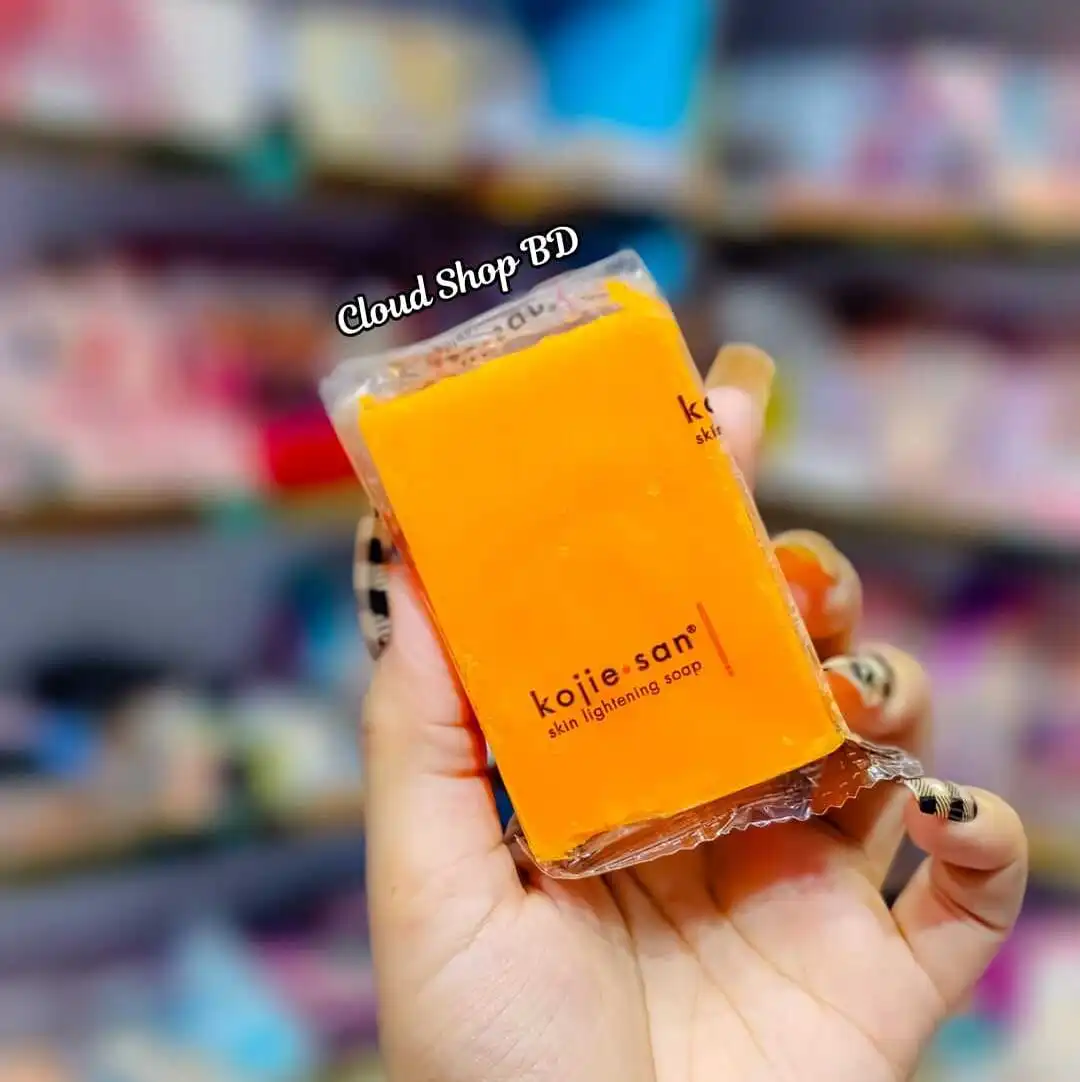 Cloud Shop BD
kojie•san®
skin lightening soap